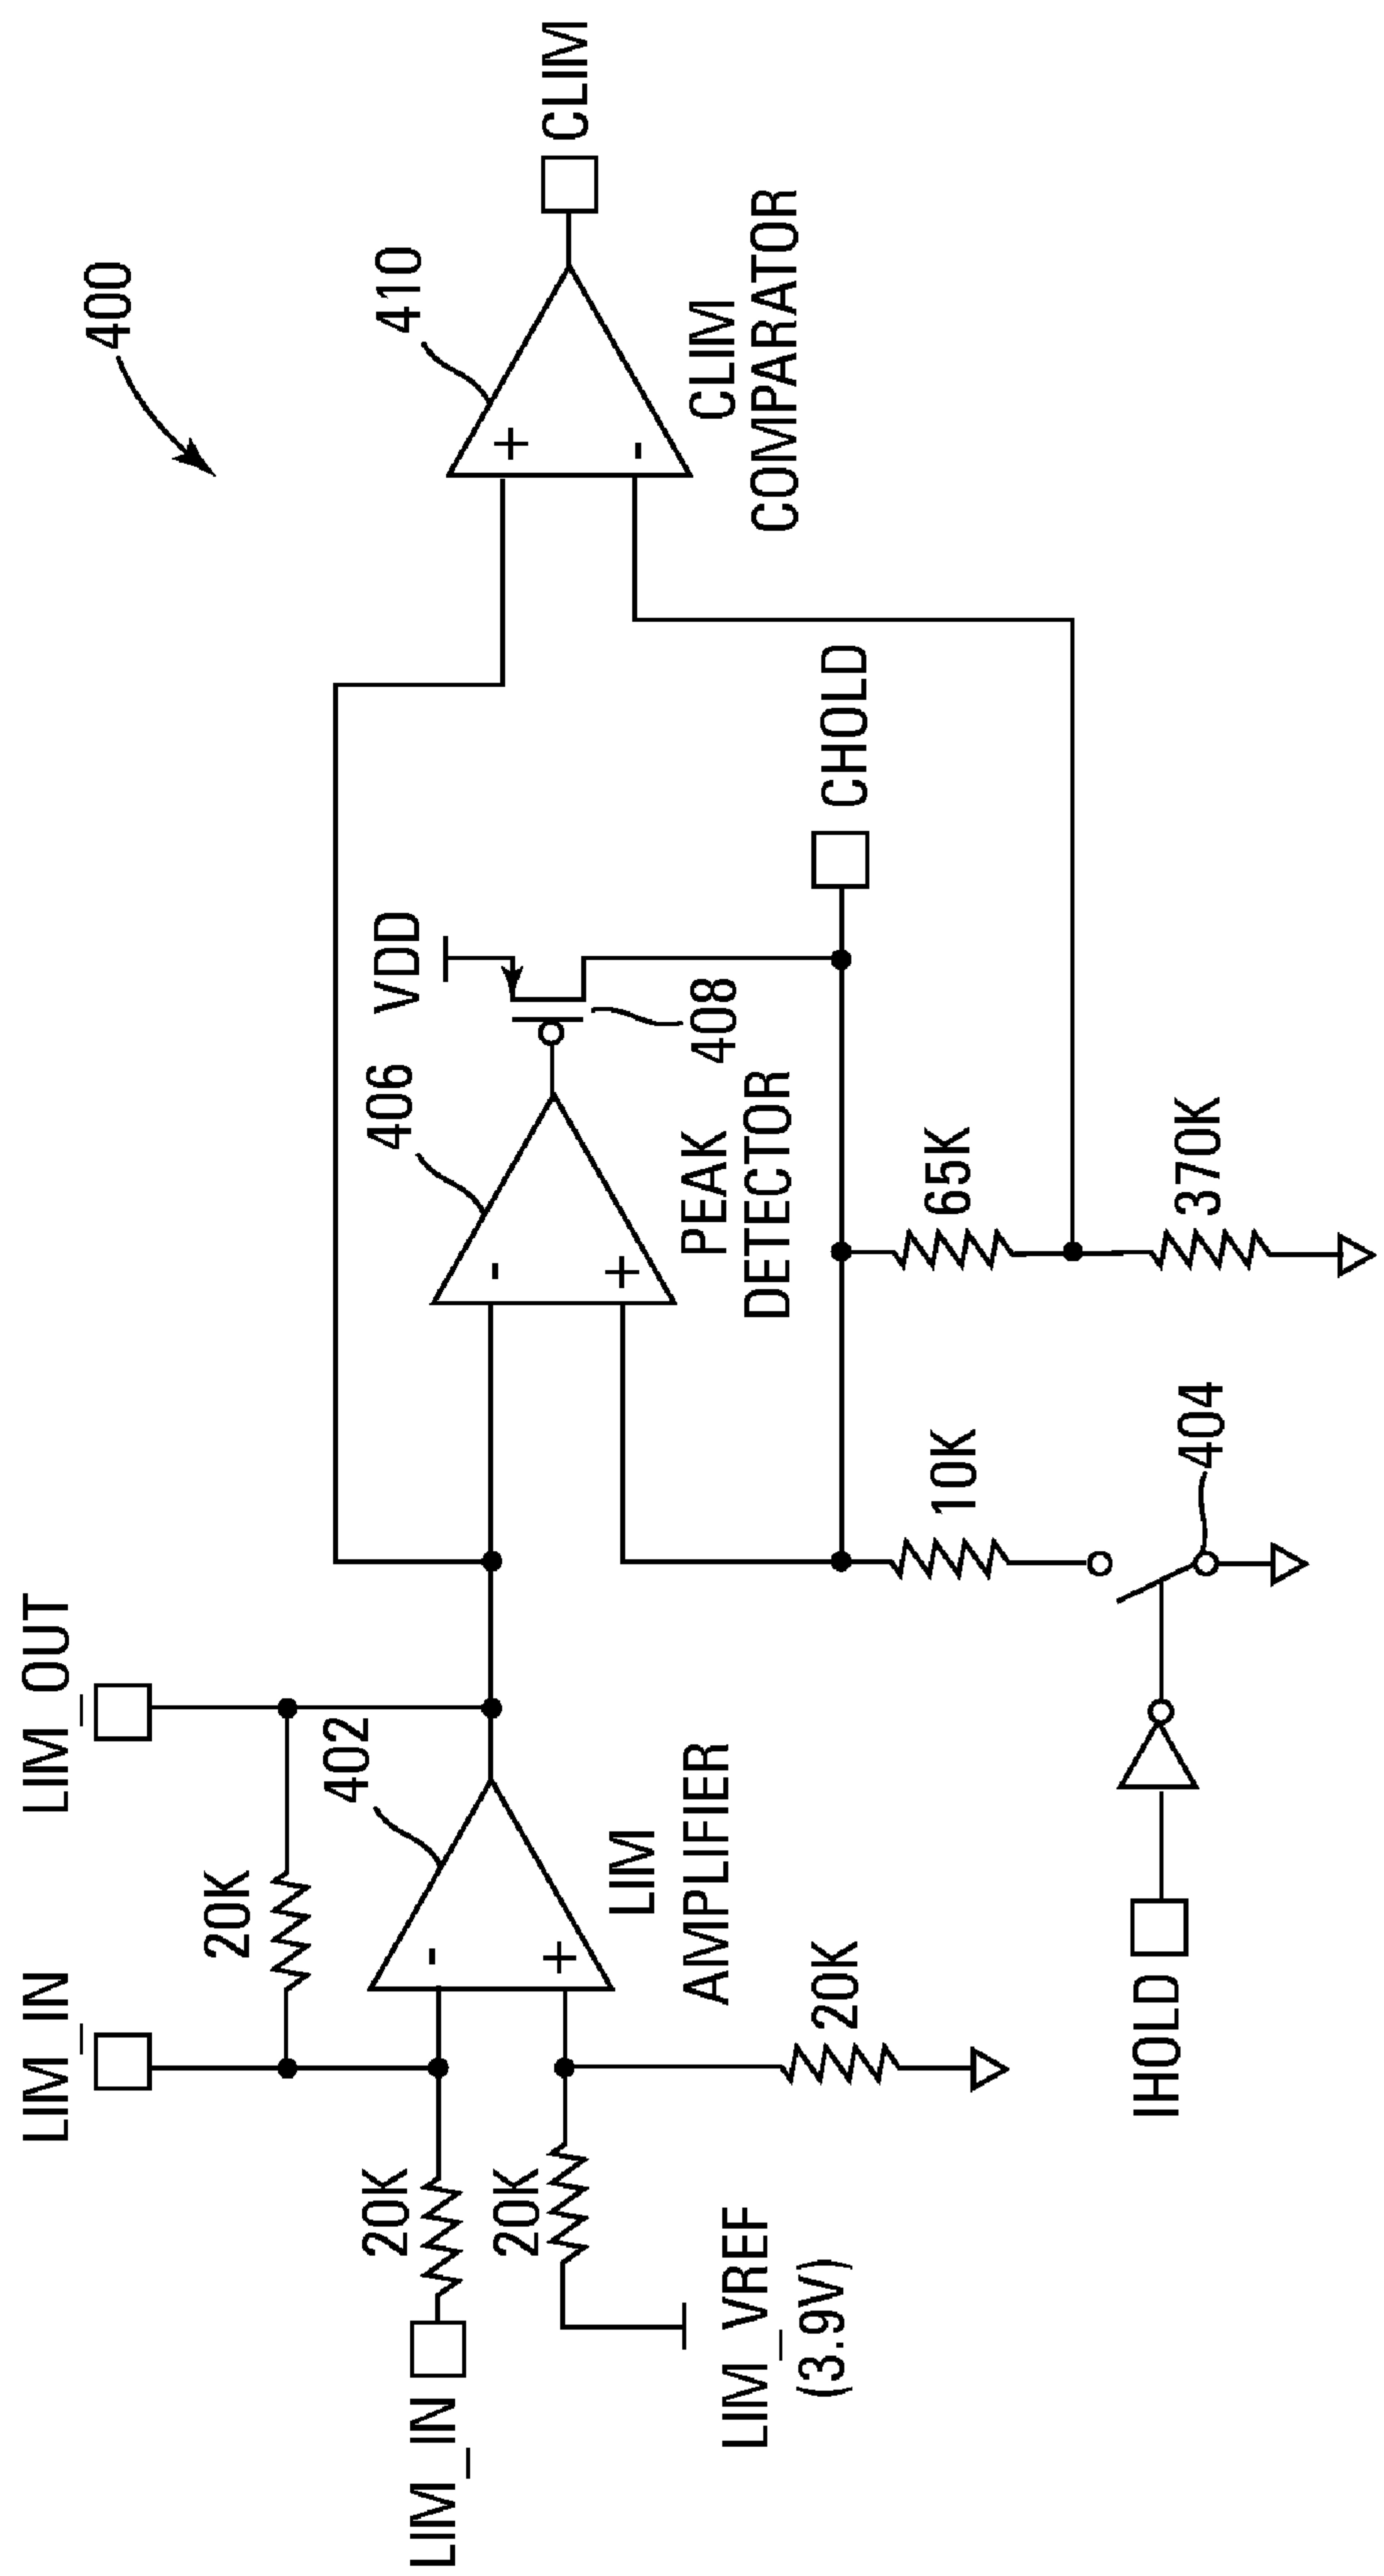 400
LIM_IN
LIM_OUT
20K
402
LIM_IN
20K
20K
LIM
AMPLIFIER
LIM_VREF
(3.9V)
20K
406
VDD
408
PEAK
DETECTOR
410
CLIM
CLIM
COMPARATOR
CHOLD
10K
65K
370K
404
IHOLD